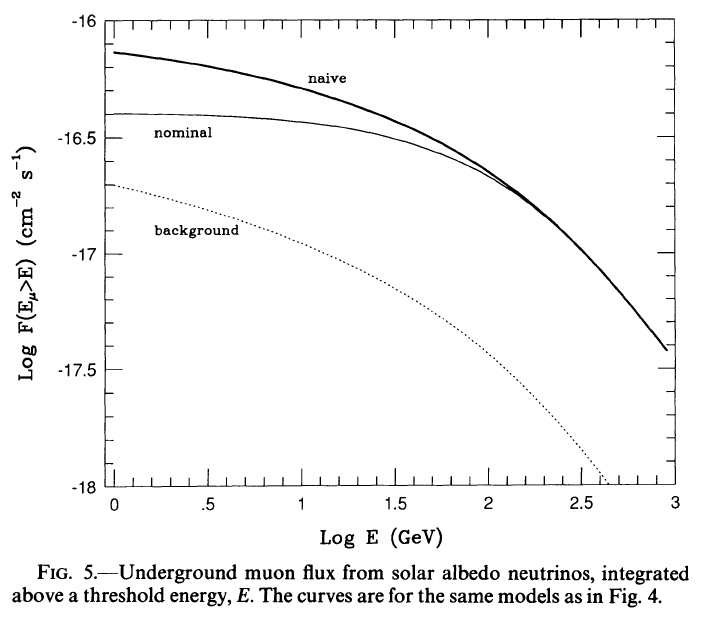 -16
naive
-16.5
nominal
background
-17
-17.5
-18
0 .5 1 1.5 2 2.5 3
Log F(E_μ>E) (cm⁻² s⁻¹)
Log E (GeV)
FIG. 5.—Underground muon flux from solar albedo neutrinos, integrated
above a threshold energy, E. The curves are for the same models as in Fig. 4.